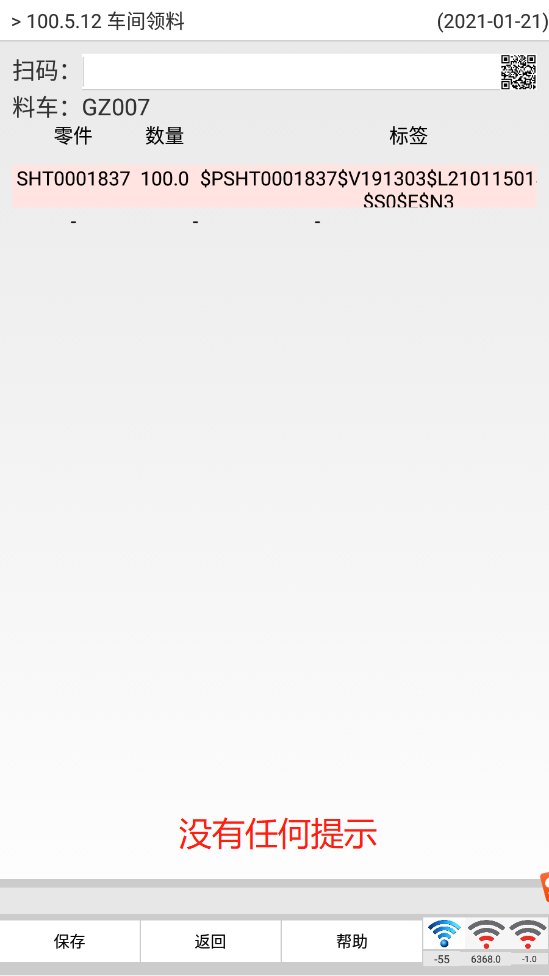 > 100.5.12 车间领料 (2021-01-21)
扫码：
料车：GZ007
零件 数量 标签
SHT0001837 100.0 $PSHT0001837$V191303$L21011501
$S0$E$N3
- - -
没有任何提示
保存 返回 帮助
-55 6368.0 -1.0